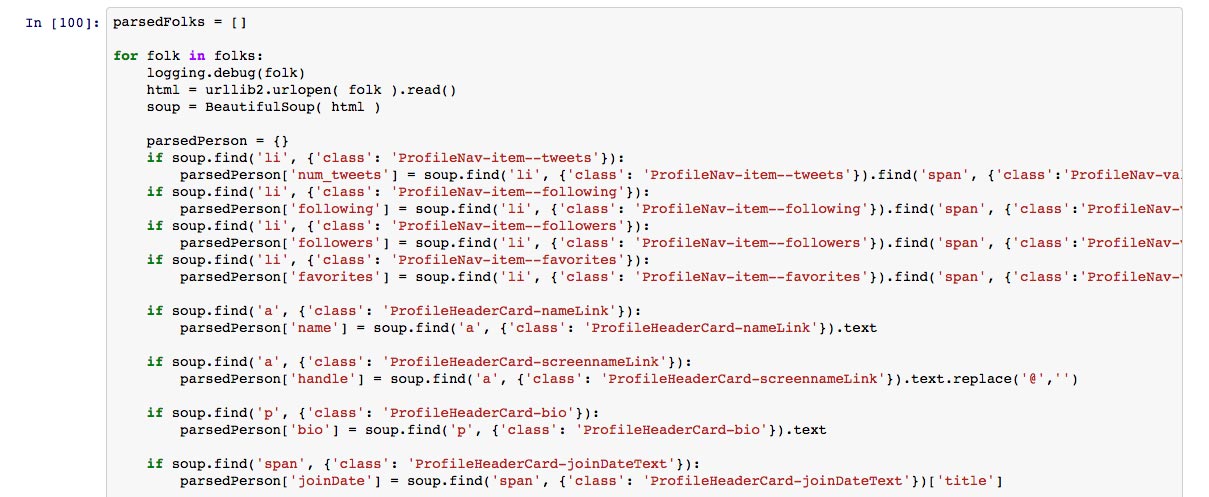 In [100]: parsedFolks = []
for folk in folks:
logging.debug(folk)
html = urllib2.urlopen( folk ).read()
soup = BeautifulSoup( html )
parsedPerson = {}
if soup.find('li', {'class': 'ProfileNav-item--tweets'}):
parsedPerson['num_tweets'] = soup.find('li', {'class': 'ProfileNav-item--tweets'}).find('span', {'class':'ProfileNav-va
if soup.find('li', {'class': 'ProfileNav-item--following'}):
parsedPerson['following'] = soup.find('li', {'class': 'ProfileNav-item--following'}).find('span', {'class':'ProfileNav-
if soup.find('li', {'class': 'ProfileNav-item--followers'}):
parsedPerson['followers'] = soup.find('li', {'class': 'ProfileNav-item--followers'}).find('span', {'class':'ProfileNav-
if soup.find('li', {'class': 'ProfileNav-item--favorites'}):
parsedPerson['favorites'] = soup.find('li', {'class': 'ProfileNav-item--favorites'}).find('span', {'class':'ProfileNav-
if soup.find('a', {'class': 'ProfileHeaderCard-nameLink'}):
parsedPerson['name'] = soup.find('a', {'class': 'ProfileHeaderCard-nameLink'}).text
if soup.find('a', {'class': 'ProfileHeaderCard-screennameLink'}):
parsedPerson['handle'] = soup.find('a', {'class': 'ProfileHeaderCard-screennameLink'}).text.replace('@','')
if soup.find('p', {'class': 'ProfileHeaderCard-bio'}):
parsedPerson['bio'] = soup.find('p', {'class': 'ProfileHeaderCard-bio'}).text
if soup.find('span', {'class': 'ProfileHeaderCard-joinDateText'}):
parsedPerson['joinDate'] = soup.find('span', {'class': 'ProfileHeaderCard-joinDateText'})['title']